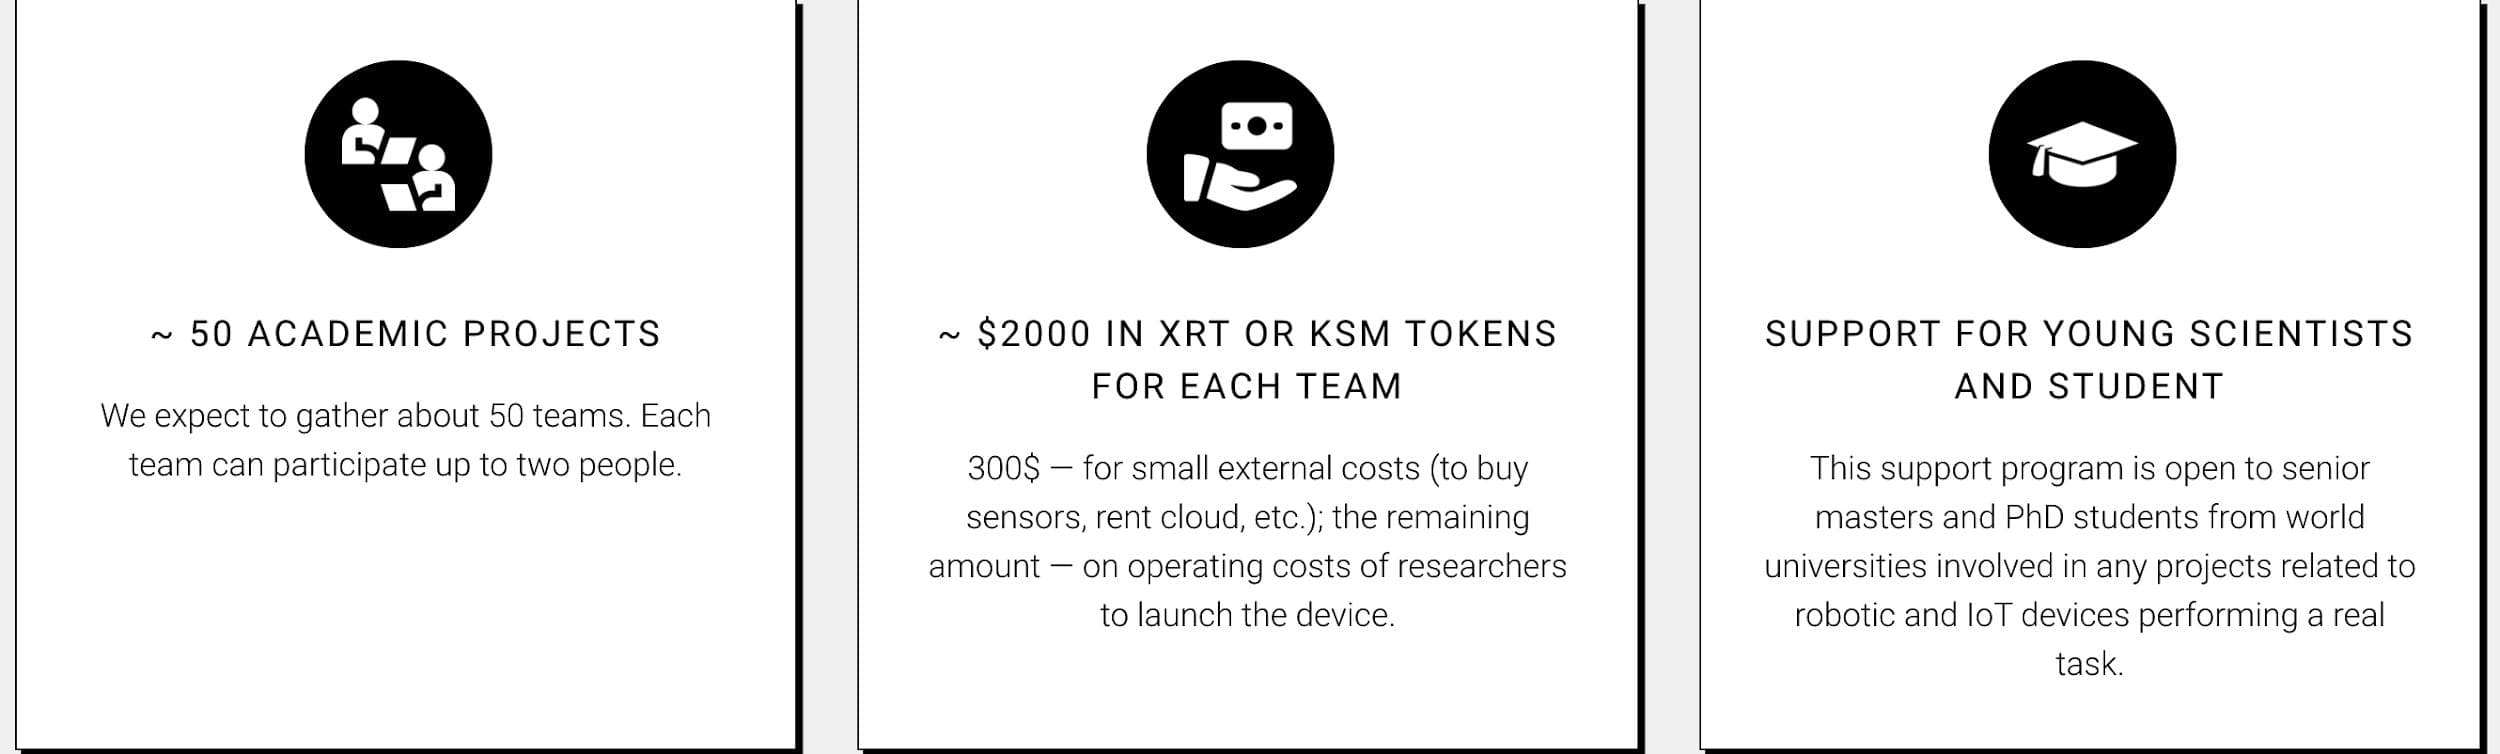 ~ 50 ACADEMIC PROJECTS
We expect to gather about 50 teams. Each
team can participate up to two people.
~ $2000 IN XRT OR KSM TOKENS
FOR EACH TEAM
300$ — for small external costs (to buy
sensors, rent cloud, etc.); the remaining
amount — on operating costs of researchers
to launch the device.
SUPPORT FOR YOUNG SCIENTISTS
AND STUDENT
This support program is open to senior
masters and PhD students from world
universities involved in any projects related to
robotic and IoT devices performing a real
task.